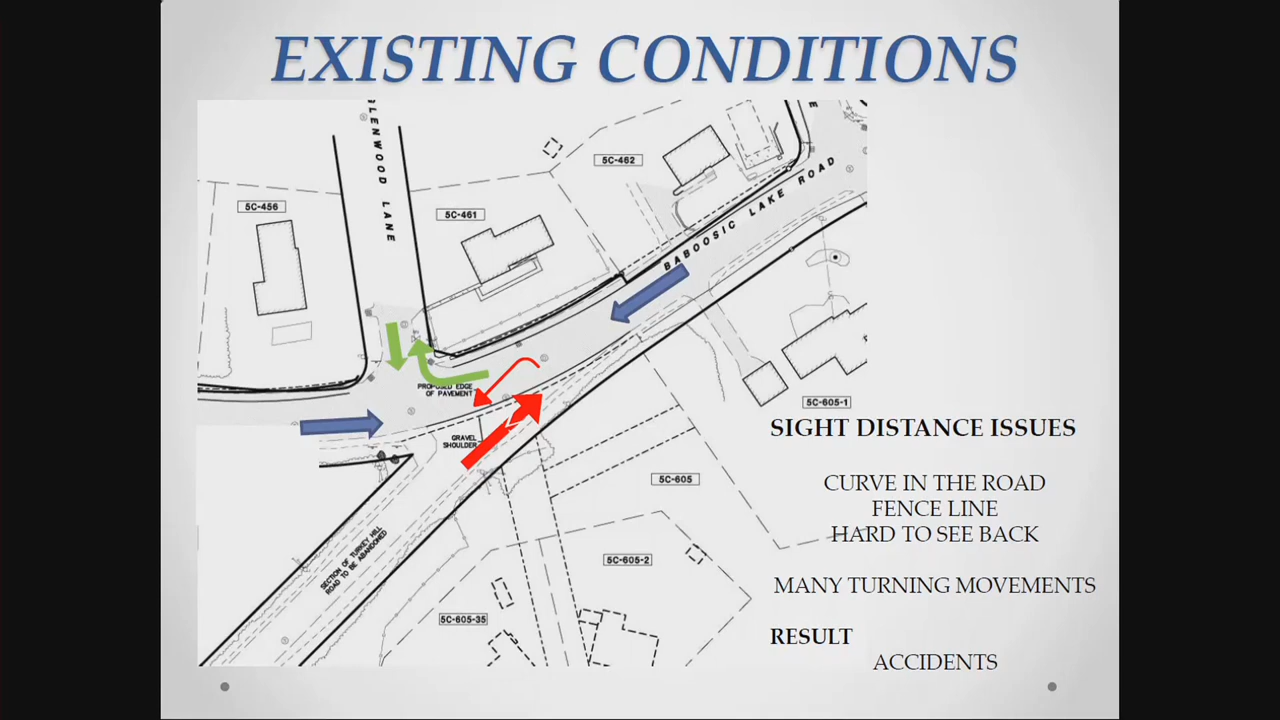 EXISTING CONDITIONS
GLENWOOD LANE
5C-462
5C-456
5C-461
BABOOSIC LAKE ROAD
PROPOSED EDGE
OF PAVEMENT
GRAVEL
SHOULDER
5C-605-1
SIGHT DISTANCE ISSUES
CURVE IN THE ROAD
FENCE LINE
HARD TO SEE BACK
5C-605
SECTION OF TURKEY HILL
ROAD TO BE ABANDONED
5C-605-2
5C-605-35
MANY TURNING MOVEMENTS
RESULT
ACCIDENTS